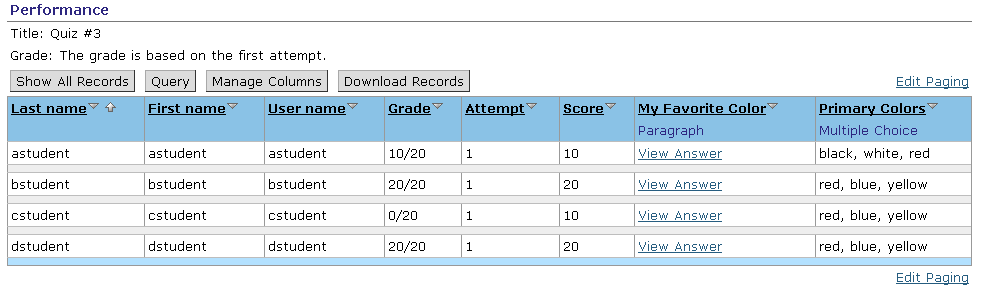 Performance
Title: Quiz #3
Grade: The grade is based on the first attempt.
Show All Records Query Manage Columns Download Records Edit Paging
Last name First name User name Grade Attempt Score My Favorite Color Primary Colors
Paragraph Multiple Choice
astudent astudent astudent 10/20 1 10 View Answer black, white, red
bstudent bstudent bstudent 20/20 1 20 View Answer red, blue, yellow
cstudent cstudent cstudent 0/20 1 10 View Answer red, blue, yellow
dstudent dstudent dstudent 20/20 1 20 View Answer red, blue, yellow
Edit Paging